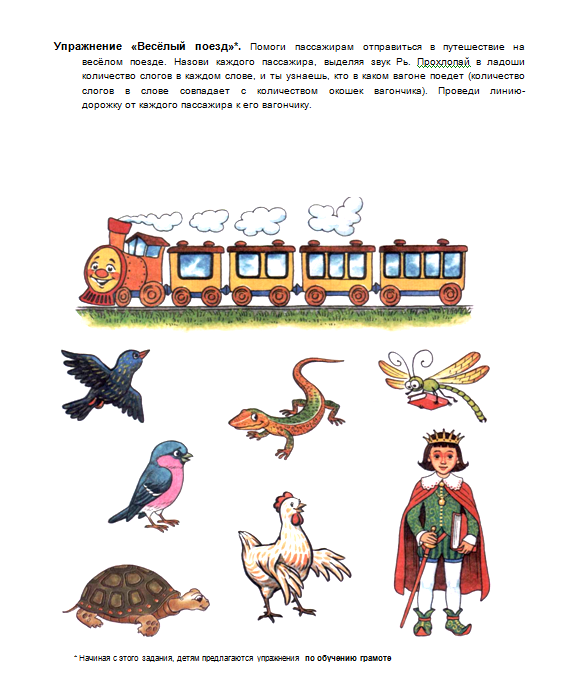 Упражнение «Весёлый поезд»*. Помоги пассажирам отправиться в путешествие на
весёлом поезде. Назови каждого пассажира, выделяя звук Рь. Прохлопай в ладоши
количество слогов в каждом слове, и ты узнаешь, кто в каком вагоне поедет (количество
слогов в слове совпадает с количеством окошек вагончика). Проведи линию-
дорожку от каждого пассажира к его вагончику.
* Начиная с этого задания, детям предлагаются упражнения по обучению грамоте